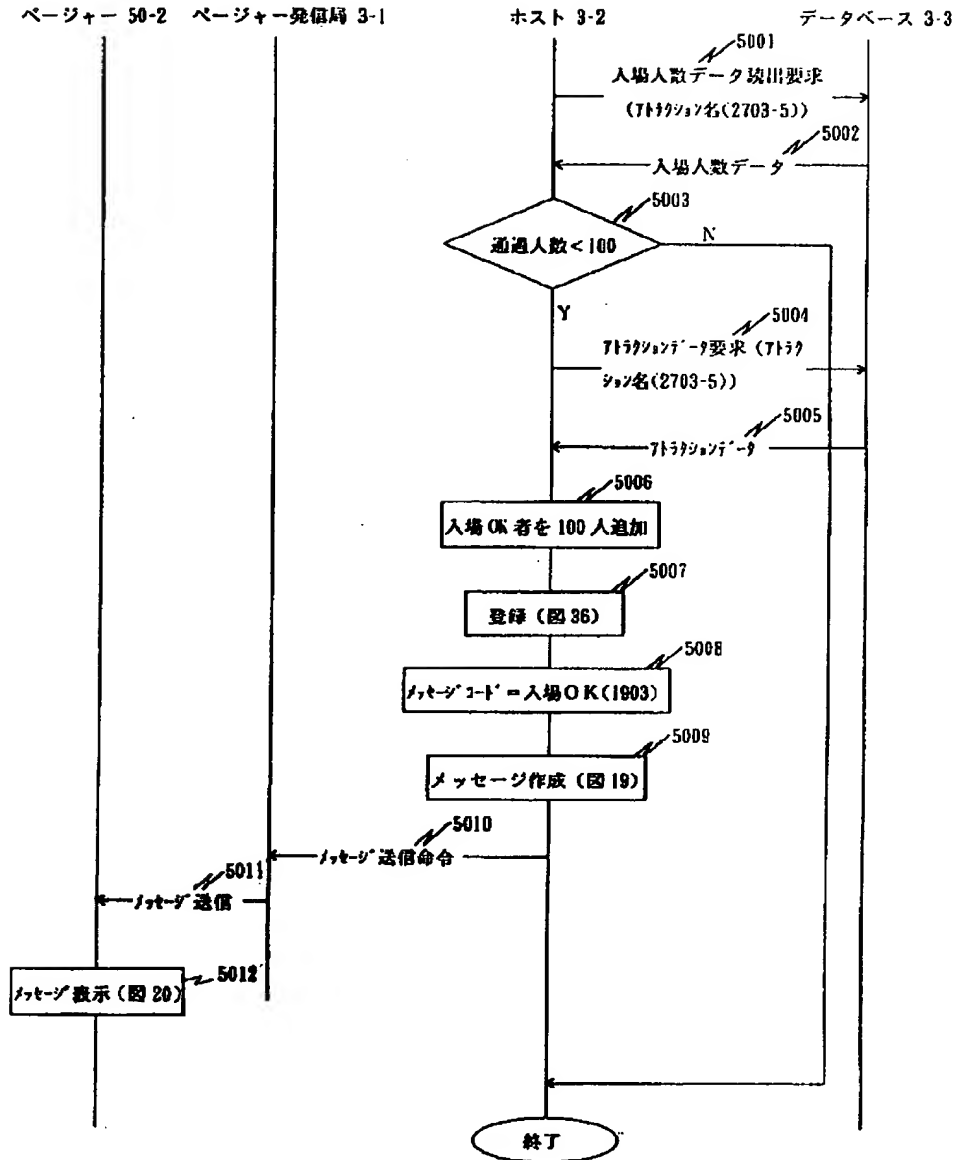 ページャー 50-2 ページャー発信局 3-1 ホスト 3-2 データベース 3-3
5001
入場人数データ読出要求
(アトラクション名(2703-5))
5002
入場人数データ
5003
通過人数<100
N
Y
5004
アトラクションデータ要求 (アトラク
ション名(2703-5))
5005
アトラクションデータ
5006
入場OK者を100人追加
5007
登録 (図36)
5008
メッセージコード=入場OK(1903)
5009
メッセージ作成 (図19)
5010
メッセージ送信命令
5011
メッセージ送信
5012
メッセージ表示 (図20)
終了